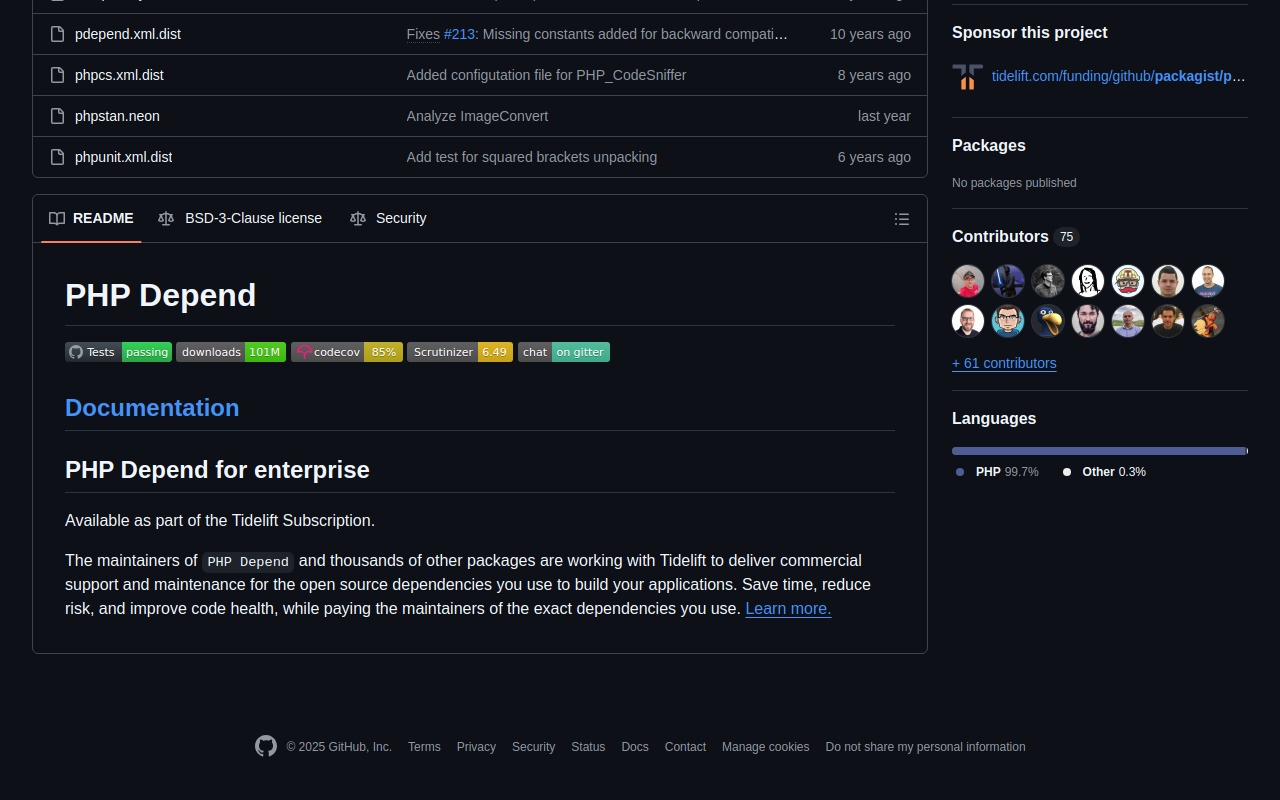 pdepend.xml.dist Fixes #213: Missing constants added for backward compati... 10 years ago
phpcs.xml.dist Added configutation file for PHP_CodeSniffer 8 years ago
phpstan.neon Analyze ImageConvert last year
phpunit.xml.dist Add test for squared brackets unpacking 6 years ago
README BSD-3-Clause license Security
PHP Depend
Tests passing downloads 101M codecov 85% Scrutinizer 6.49 chat on gitter
Documentation
PHP Depend for enterprise
Available as part of the Tidelift Subscription.
The maintainers of PHP Depend and thousands of other packages are working with Tidelift to deliver commercial
support and maintenance for the open source dependencies you use to build your applications. Save time, reduce
risk, and improve code health, while paying the maintainers of the exact dependencies you use. Learn more.
Sponsor this project
tidelift.com/funding/github/packagist/p...
Packages
No packages published
Contributors 75
+ 61 contributors
Languages
PHP 99.7% Other 0.3%
© 2025 GitHub, Inc. Terms Privacy Security Status Docs Contact Manage cookies Do not share my personal information